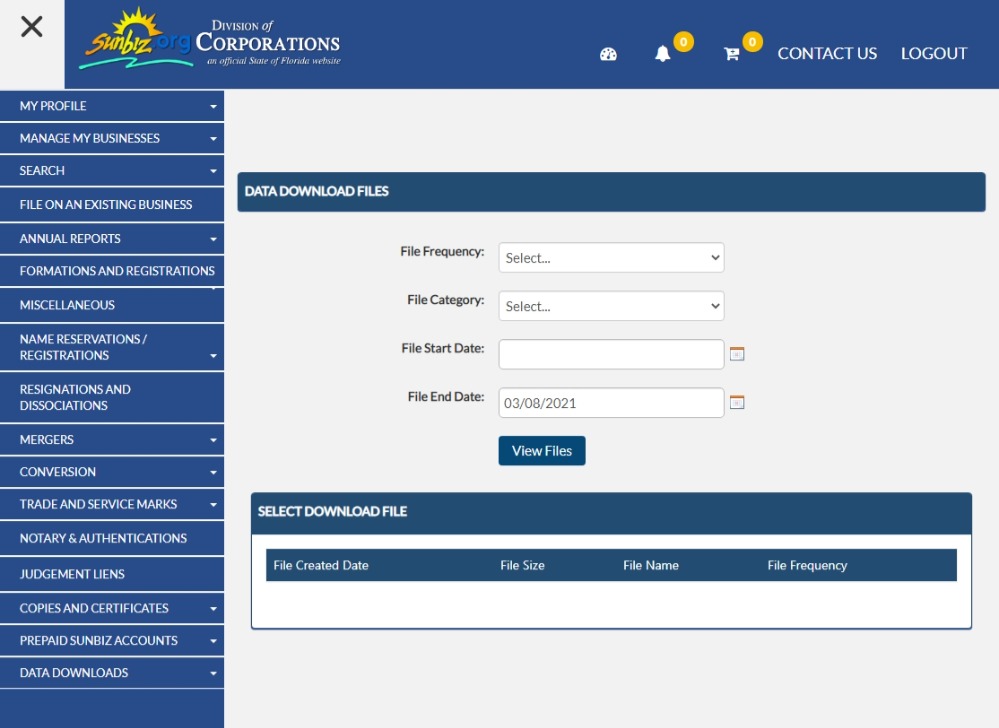 Sunbiz.org
DIVISION of
CORPORATIONS
an official State of Florida website
0
0
CONTACT US
LOGOUT
MY PROFILE
MANAGE MY BUSINESSES
SEARCH
FILE ON AN EXISTING BUSINESS
ANNUAL REPORTS
FORMATIONS AND REGISTRATIONS
MISCELLANEOUS
NAME RESERVATIONS /
REGISTRATIONS
RESIGNATIONS AND
DISSOCIATIONS
MERGERS
CONVERSION
TRADE AND SERVICE MARKS
NOTARY & AUTHENTICATIONS
JUDGEMENT LIENS
COPIES AND CERTIFICATES
PREPAID SUNBIZ ACCOUNTS
DATA DOWNLOADS
DATA DOWNLOAD FILES
File Frequency: Select...
File Category: Select...
File Start Date:
File End Date: 03/08/2021
View Files
SELECT DOWNLOAD FILE
File Created Date File Size File Name File Frequency